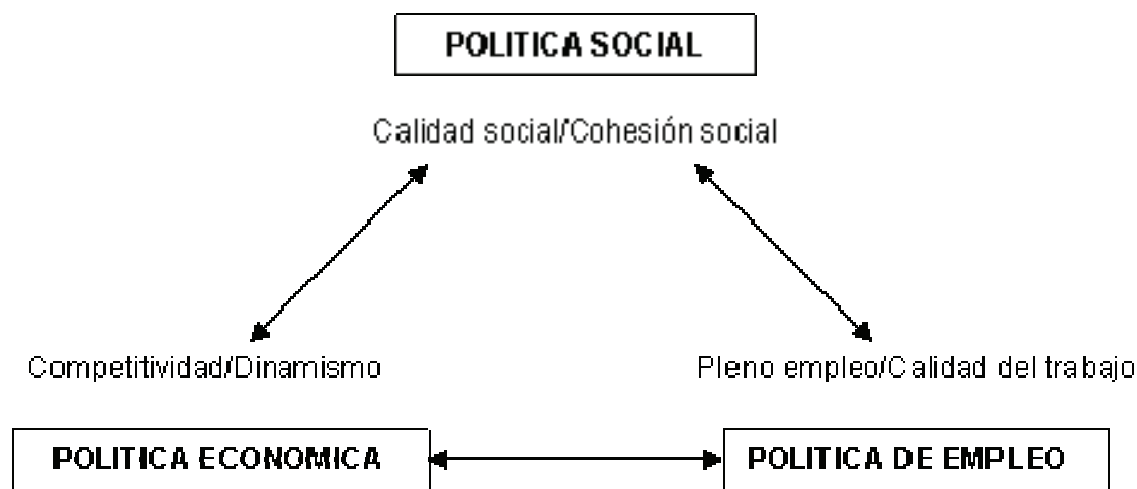 POLITICA SOCIAL
Calidad social/Cohesión social
Competitividad/Dinamismo
Pleno empleo/Calidad del trabajo
POLITICA ECONOMICA
POLITICA DE EMPLEO